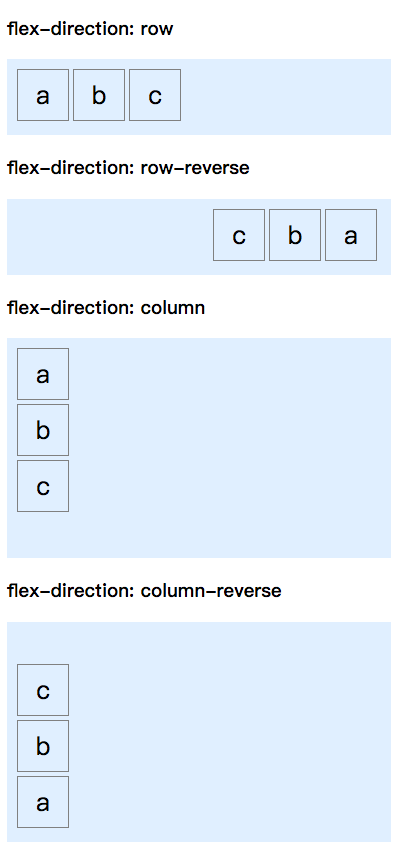 flex-direction: row
a b c
flex-direction: row-reverse
c b a
flex-direction: column
a
b
c
flex-direction: column-reverse
c
b
a